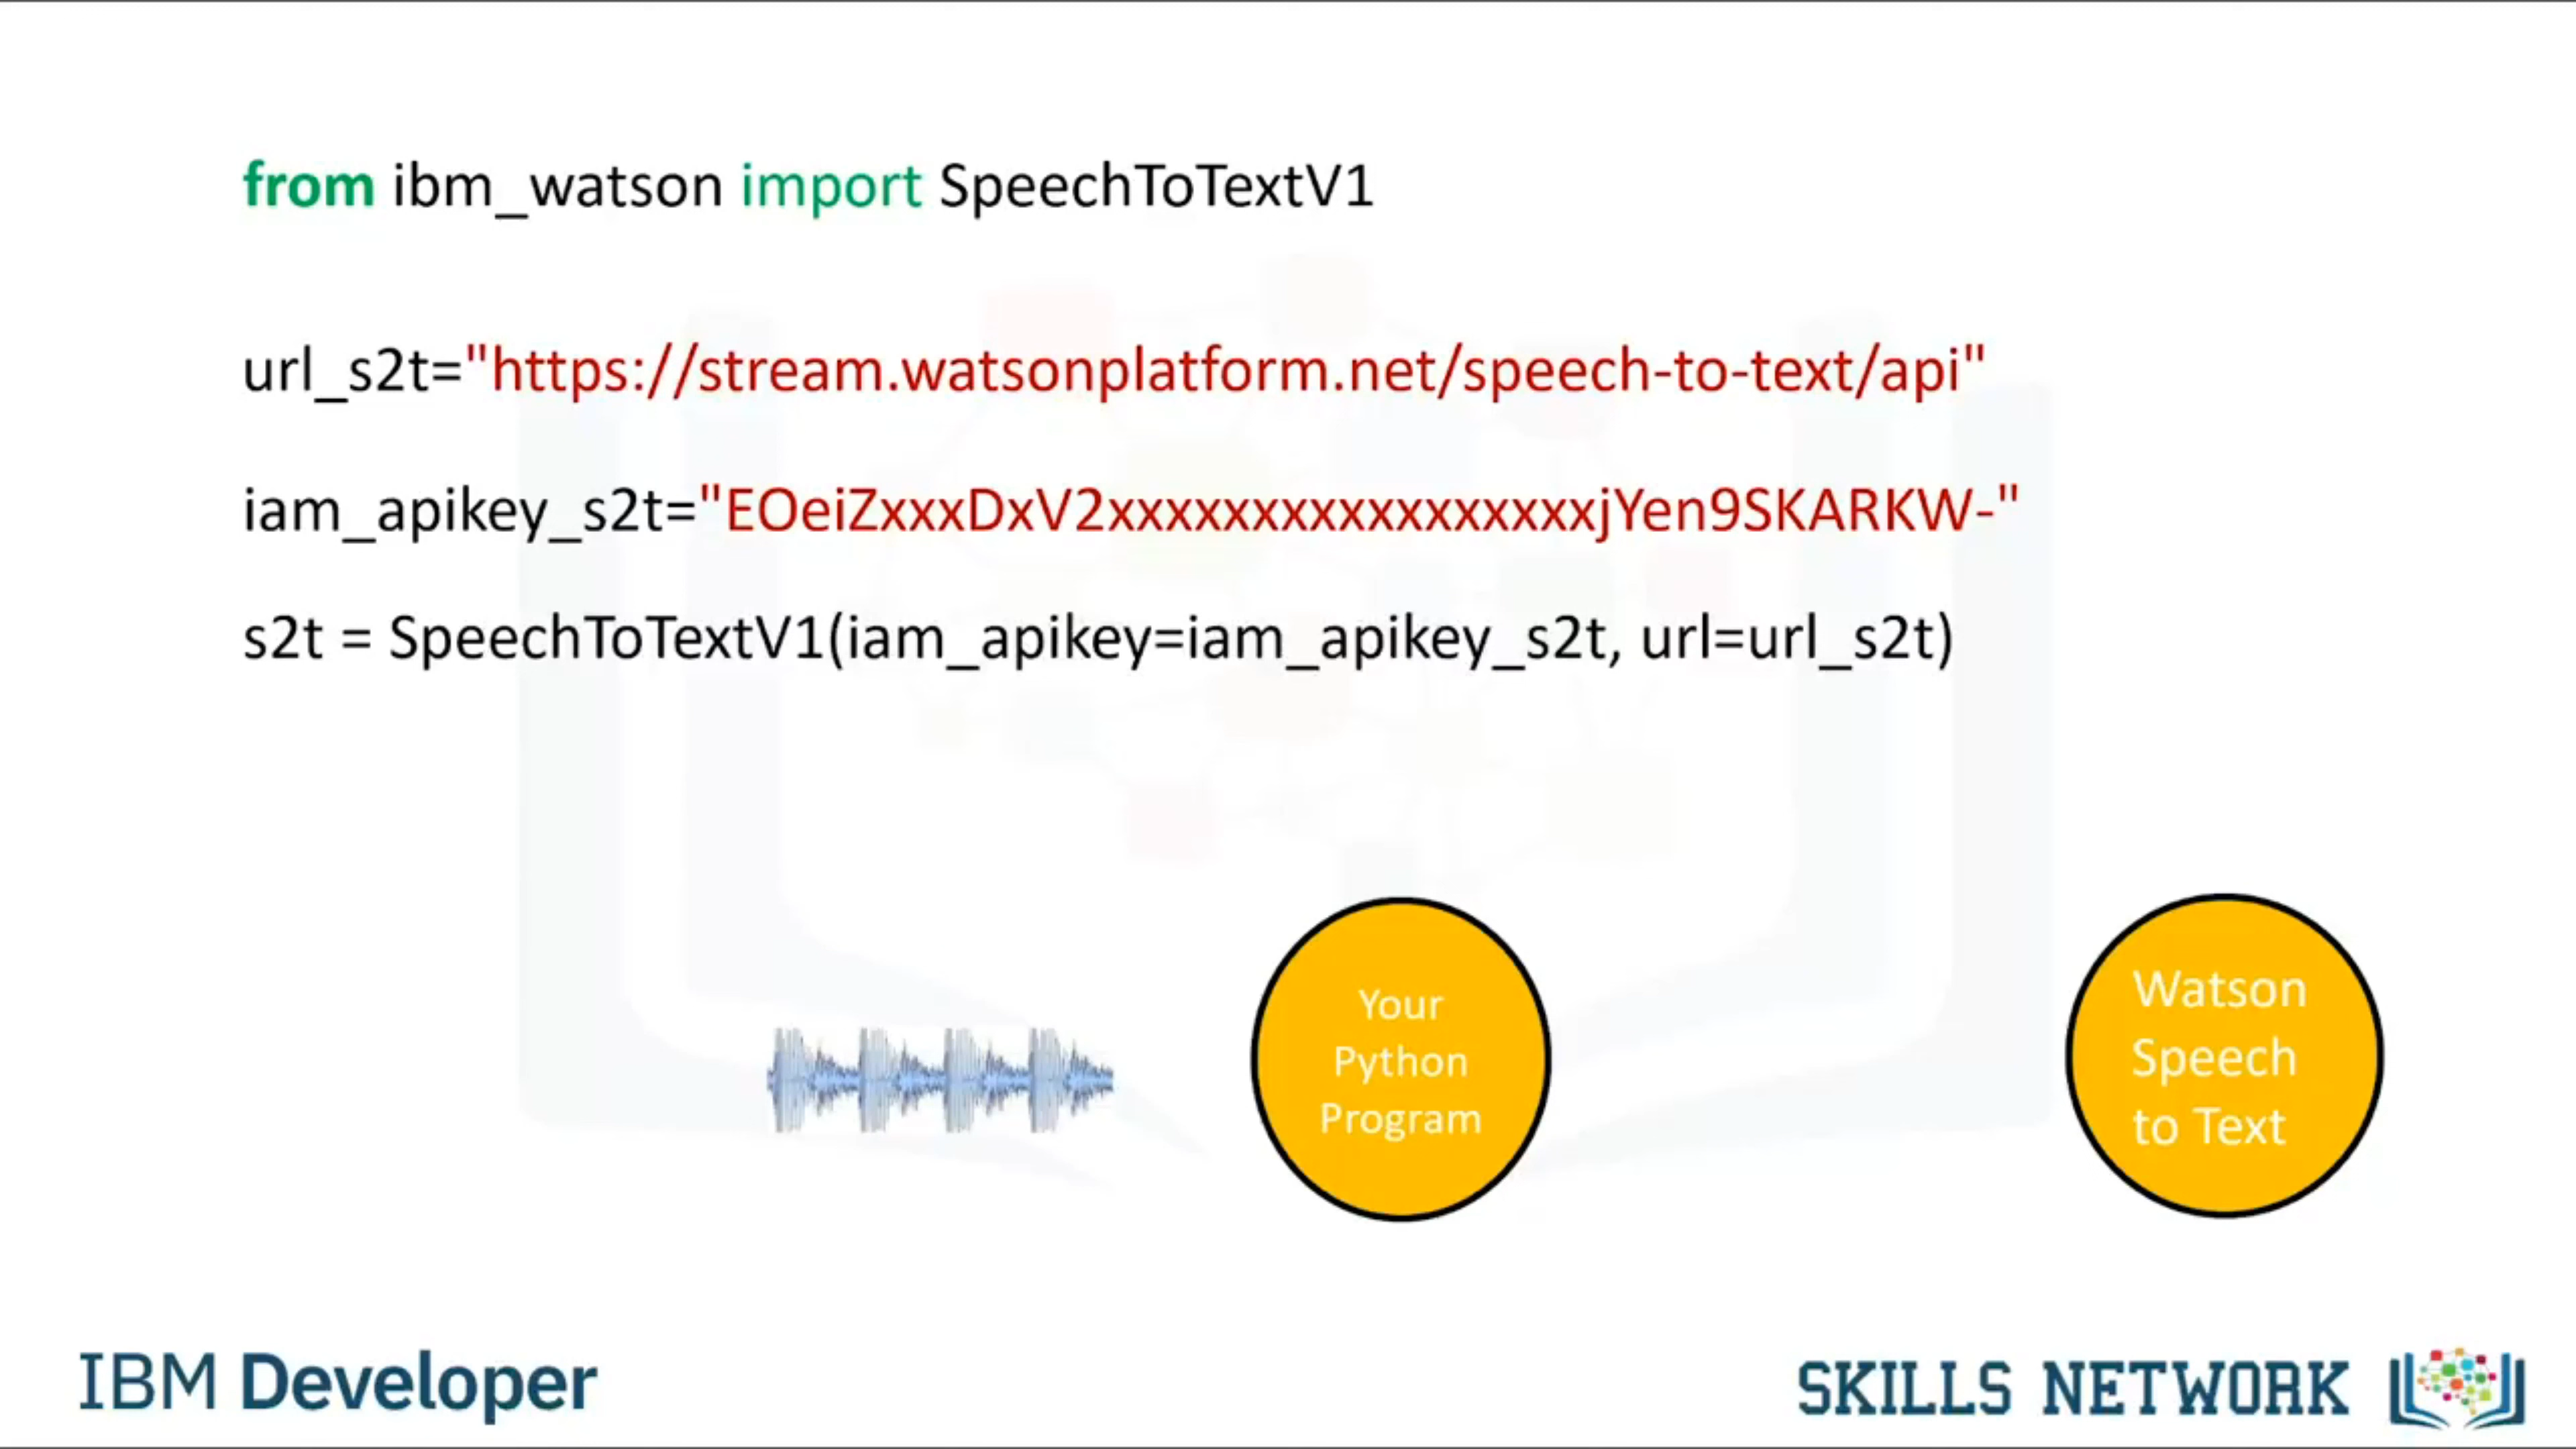 from ibm_watson import SpeechToTextV1
url_s2t="https://stream.watsonplatform.net/speech-to-text/api"
iam_apikey_s2t="EOeiZxxxDxV2xxxxxxxxxxxxxxxxxjYen9SKARKW-"
s2t = SpeechToTextV1(iam_apikey=iam_apikey_s2t, url=url_s2t)
Your
Python
Program
Watson
Speech
to Text
IBM Developer
SKILLS NETWORK